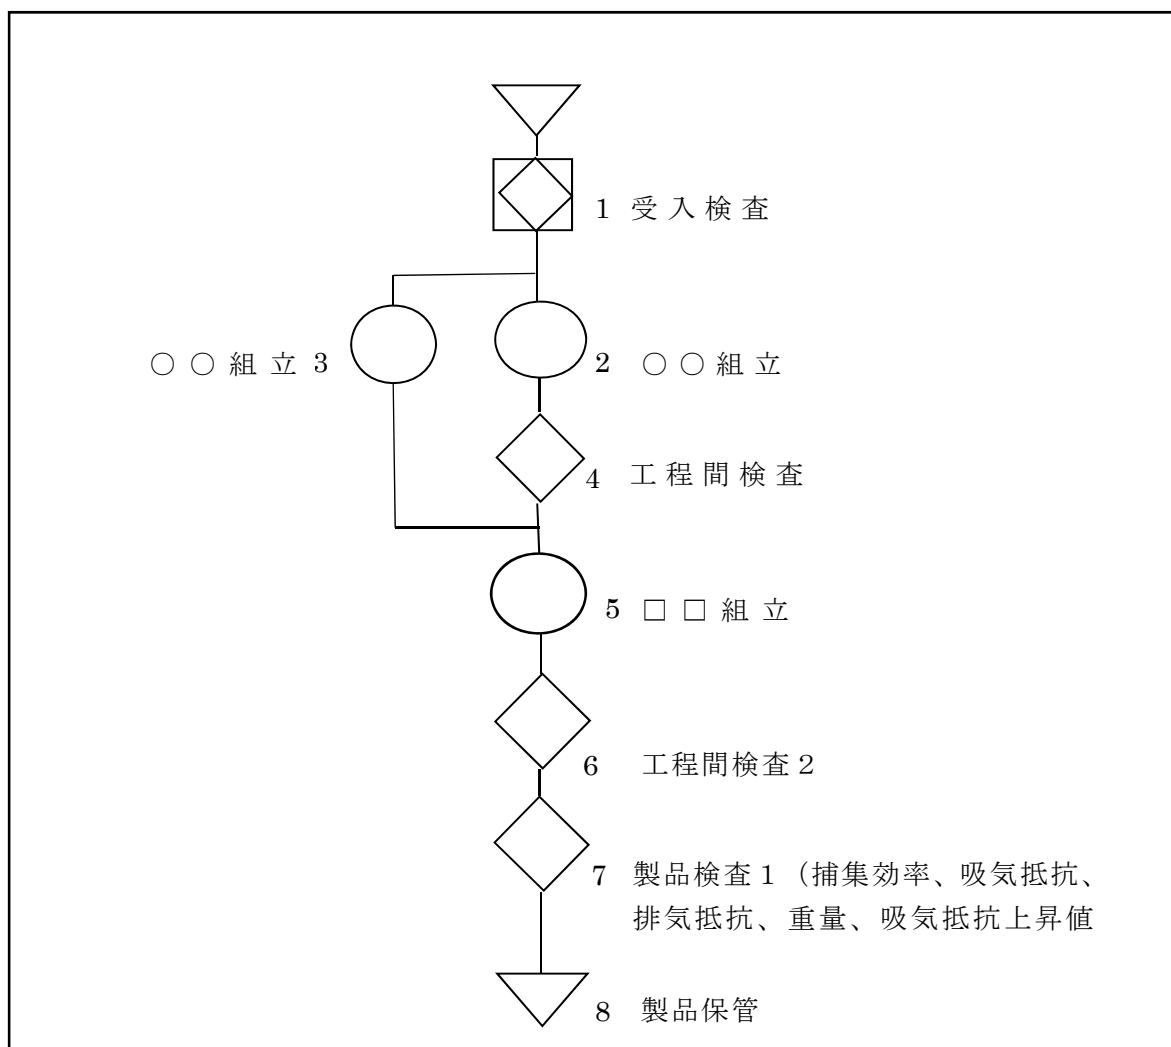 1 受入検査
○○組立 3
2 ○○組立
4 工程間検査
5 □□組立
6 工程間検査2
7 製品検査1(捕集効率、吸気抵抗、
排気抵抗、重量、吸気抵抗上昇値
8 製品保管